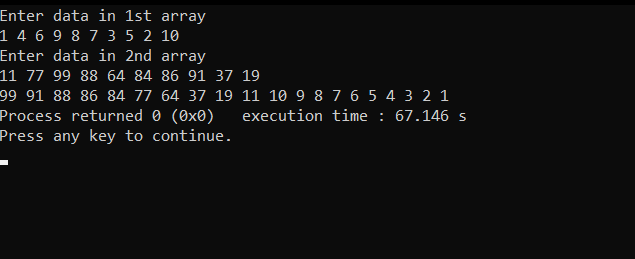 Enter data in 1st array
1 4 6 9 8 7 3 5 2 10
Enter data in 2nd array
11 77 99 88 64 84 86 91 37 19
99 91 88 86 84 77 64 37 19 11 10 9 8 7 6 5 4 3 2 1
Process returned 0 (0x0)   execution time : 67.146 s
Press any key to continue.